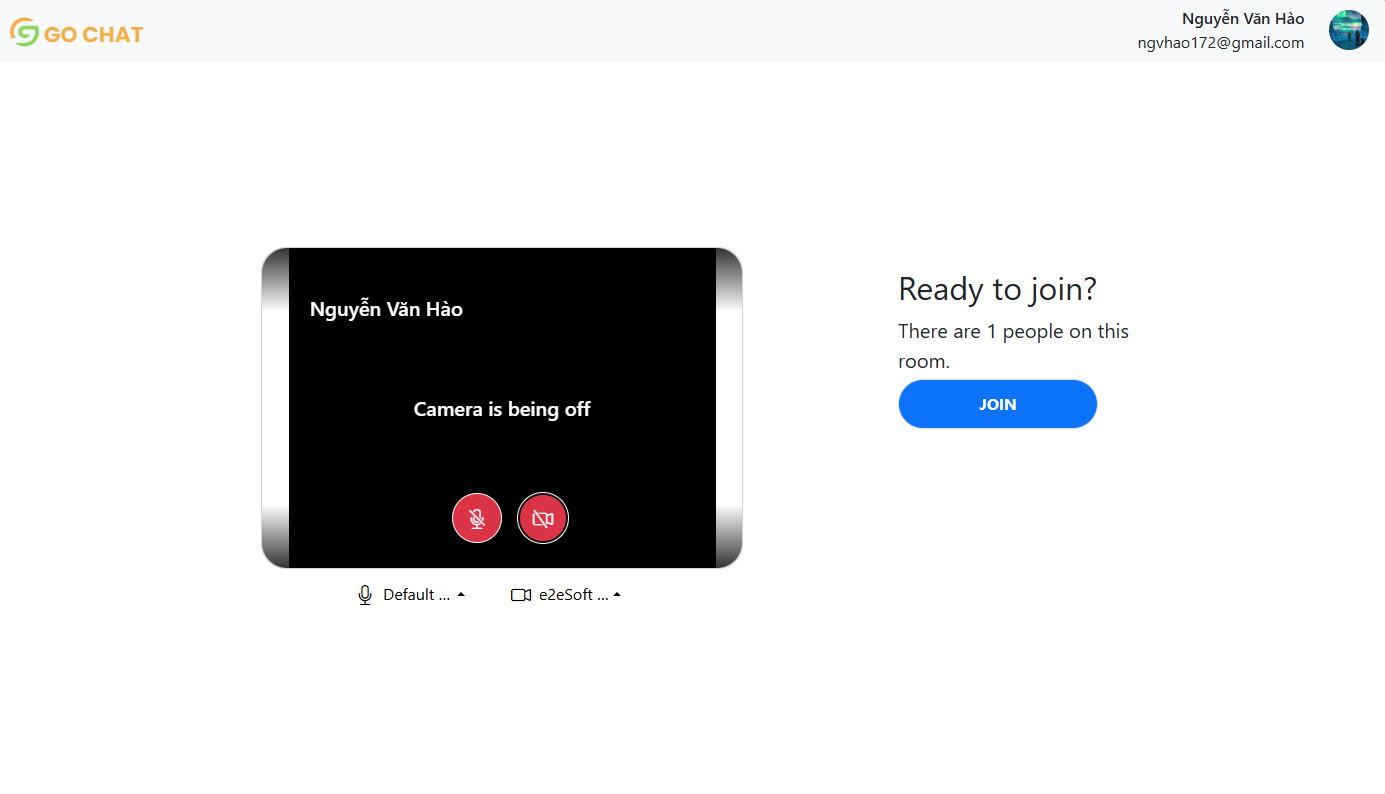 GO CHAT
Nguyễn Văn Hào
ngvhao172@gmail.com
Nguyễn Văn Hào
Camera is being off
Ready to join?
There are 1 people on this
room.
JOIN
Default ...
e2eSoft ...